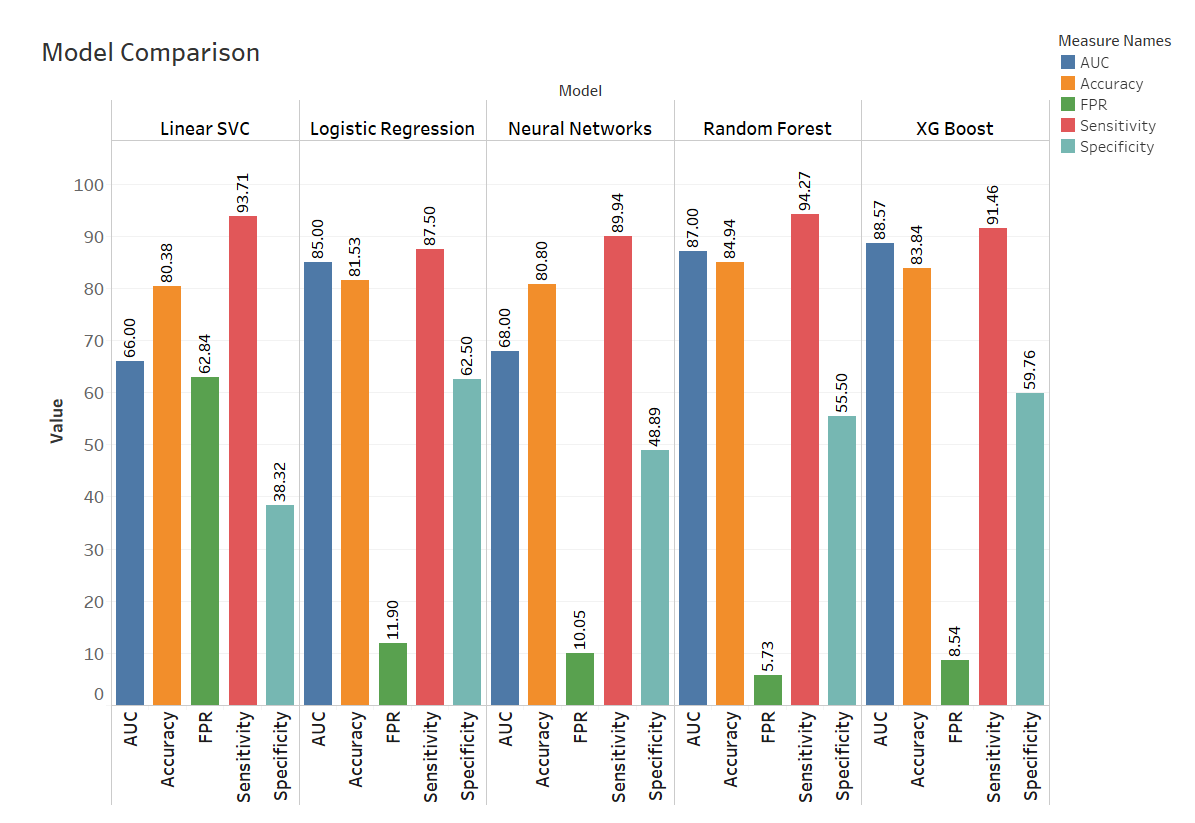 Model Comparison
Measure Names
AUC
Accuracy
FPR
Sensitivity
Specificity
Model
Linear SVC
Logistic Regression
Neural Networks
Random Forest
XG Boost
Value
100
90
80
70
60
50
40
30
20
10
0
66.00
80.38
62.84
93.71
38.32
85.00
81.53
11.90
87.50
62.50
68.00
80.80
10.05
89.94
48.89
87.00
84.94
5.73
94.27
55.50
88.57
83.84
8.54
91.46
59.76
AUC
Accuracy
FPR
Sensitivity
Specificity
AUC
Accuracy
FPR
Sensitivity
Specificity
AUC
Accuracy
FPR
Sensitivity
Specificity
AUC
Accuracy
FPR
Sensitivity
Specificity
AUC
Accuracy
FPR
Sensitivity
Specificity